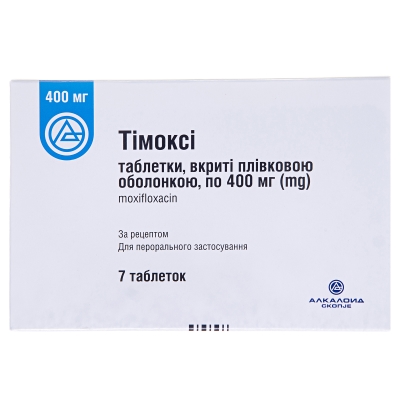 400 мг
Тімоксі
таблетки, вкриті плівковою
оболонкою, по 400 мг (mg)
moxifloxacin
За рецептом
Для перорального застосування
7 таблеток
АЛКАЛОИД
СКОПЈЕ